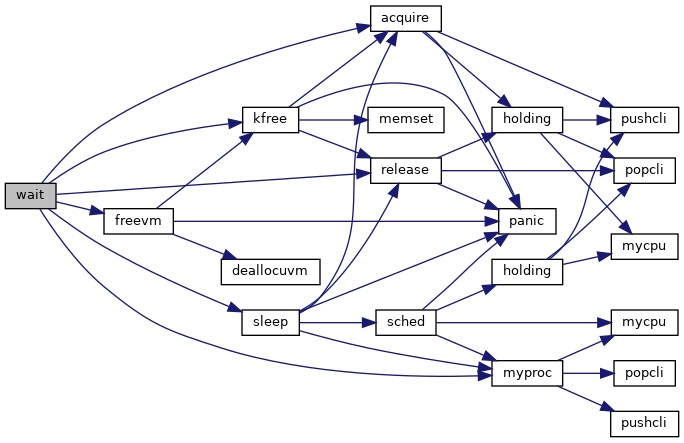 acquire
kfree
memset
holding
pushcli
release
popcli
wait
freevm
panic
mycpu
deallocuvm
holding
sleep
sched
mycpu
myproc
popcli
pushcli